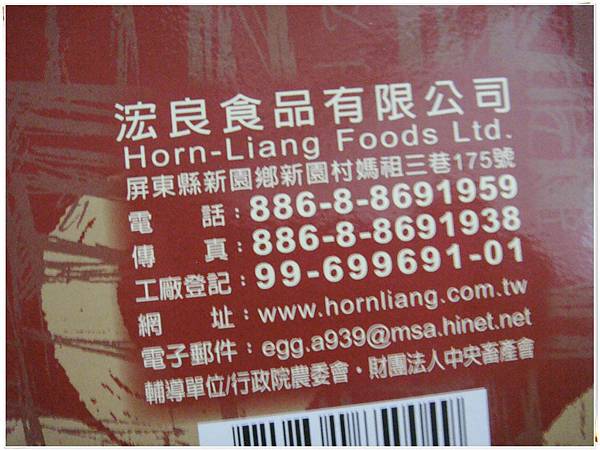 浤良食品有限公司
Horn-Liang Foods Ltd.
屏東縣新園鄉新園村媽祖三巷175號
電話：886-8-8691959
傳真：886-8-8691938
工廠登記：99-699691-01
網址：www.hornliang.com.tw
電子郵件：egg.a939@msa.hinet.net
輔導單位/行政院農委會、財團法人中央畜產會